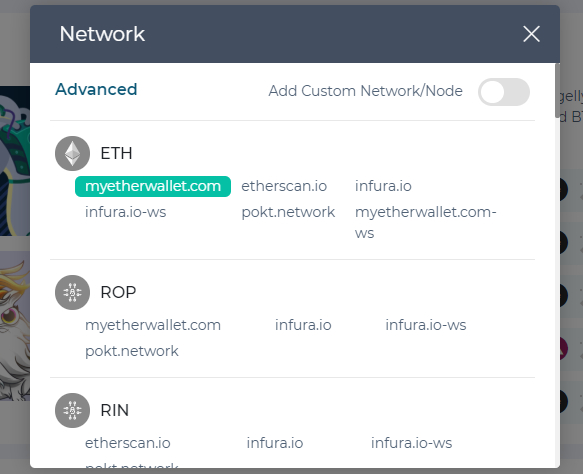 Network
Advanced
Add Custom Network/Node
ETH
myetherwallet.com etherscan.io infura.io
infura.io-ws pokt.network myetherwallet.com-
ws
ROP
myetherwallet.com infura.io infura.io-ws
pokt.network
RIN
etherscan.io infura.io infura.io-ws
pokt.network